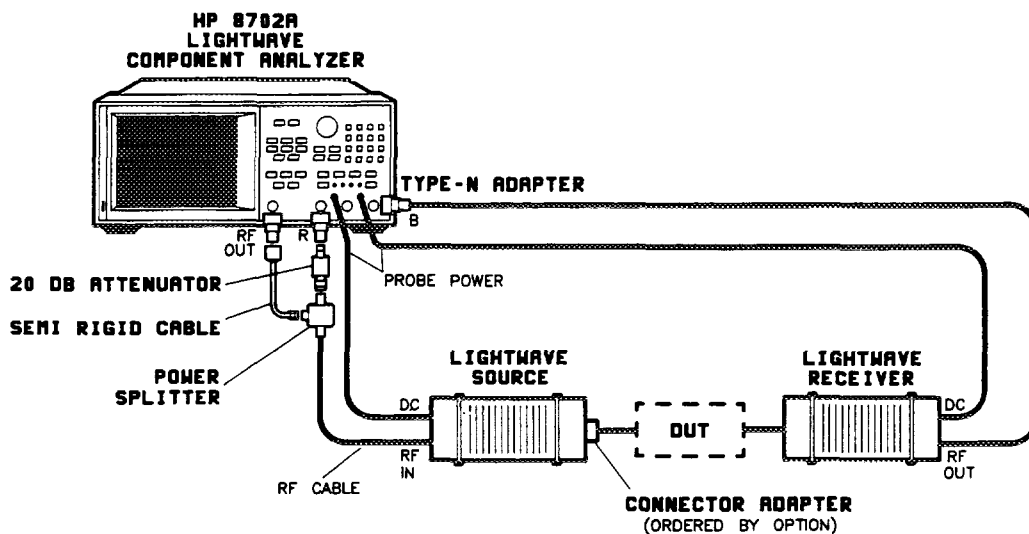 HP 8702A
LIGHTWAVE
COMPONENT ANALYZER
TYPE-N ADAPTER
B
RF
OUT
R
PROBE POWER
20 DB ATTENUATOR
SEMI RIGID CABLE
POWER
SPLITTER
LIGHTWAVE
SOURCE
LIGHTWAVE
RECEIVER
DC
DC
DUT
RF
IN
RF
OUT
RF CABLE
CONNECTOR ADAPTER
(ORDERED BY OPTION)